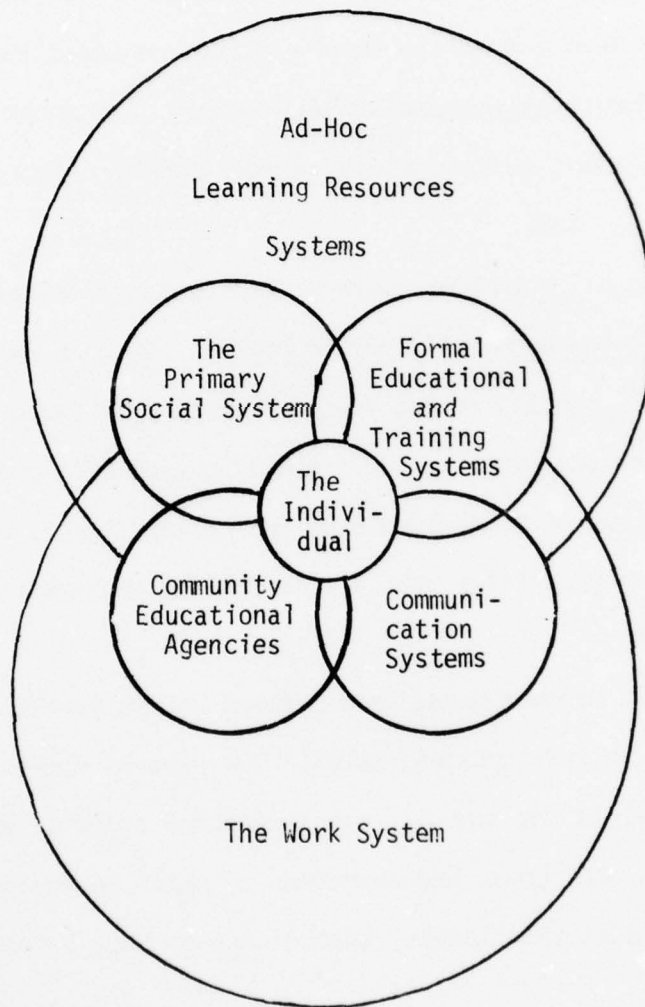 Ad-Hoc
Learning Resources
Systems
The
Primary
Social System
Formal
Educational
and
Training
Systems
The
Indivi-
dual
Community
Educational
Agencies
Communi-
cation
Systems
The Work System